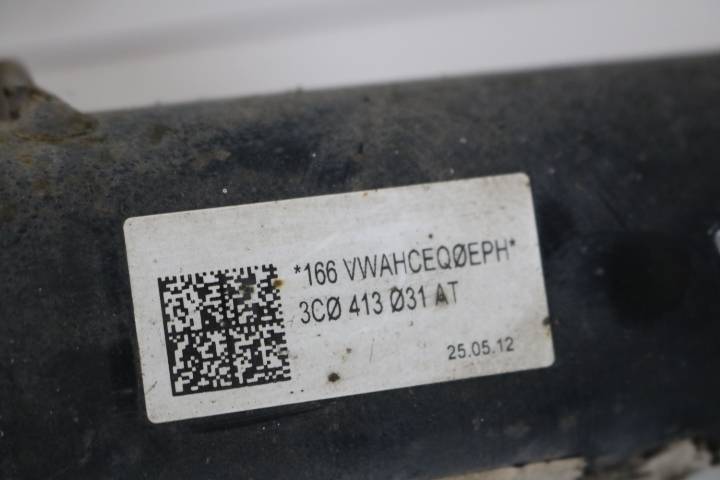 *166 VWAHCEQØEPH*
3CØ 413 Ø31 AT
25.05.12